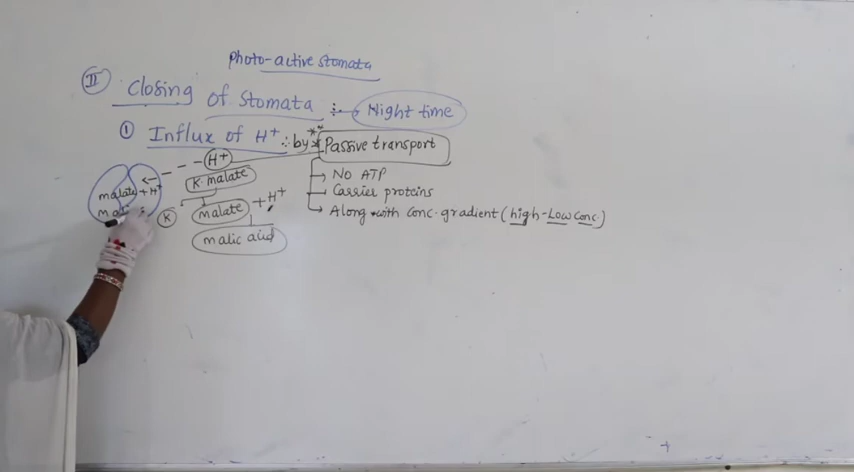 Photo-active stomata
II Closing of Stomata :- → Night time
① Influx of H+ :- by ** Passive transport
H+
→ No ATP
K malate
→ Carrier proteins
malate + H+
K
malate + H+
→ Along with conc. gradient (high-Low conc.)
malic acid